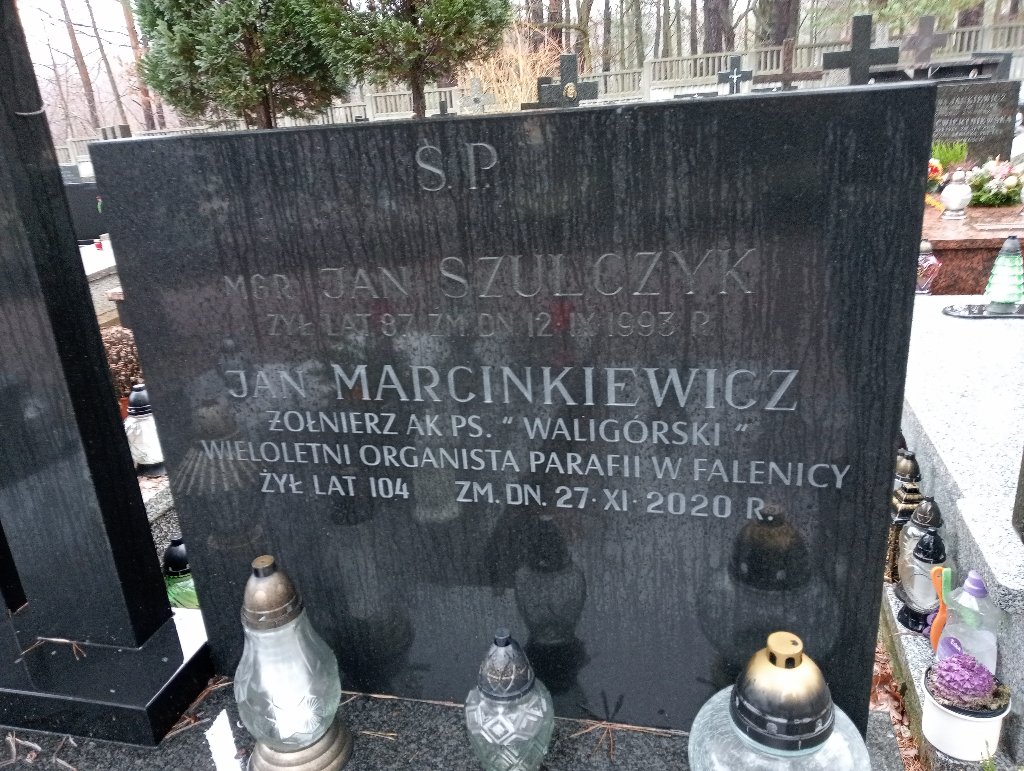 Ś.P.
MGR. JAN SZULCZYK
ŻYŁ LAT 87 ZM. DN 12·IX 1993 R.
JAN MARCINKIEWICZ
ŻOŁNIERZ AK PS. " WALIGÓRSKI "
WIELOLETNI ORGANISTA PARAFII W FALENICY
ŻYŁ LAT 104 ZM. DN. 27·XI·2020 R.